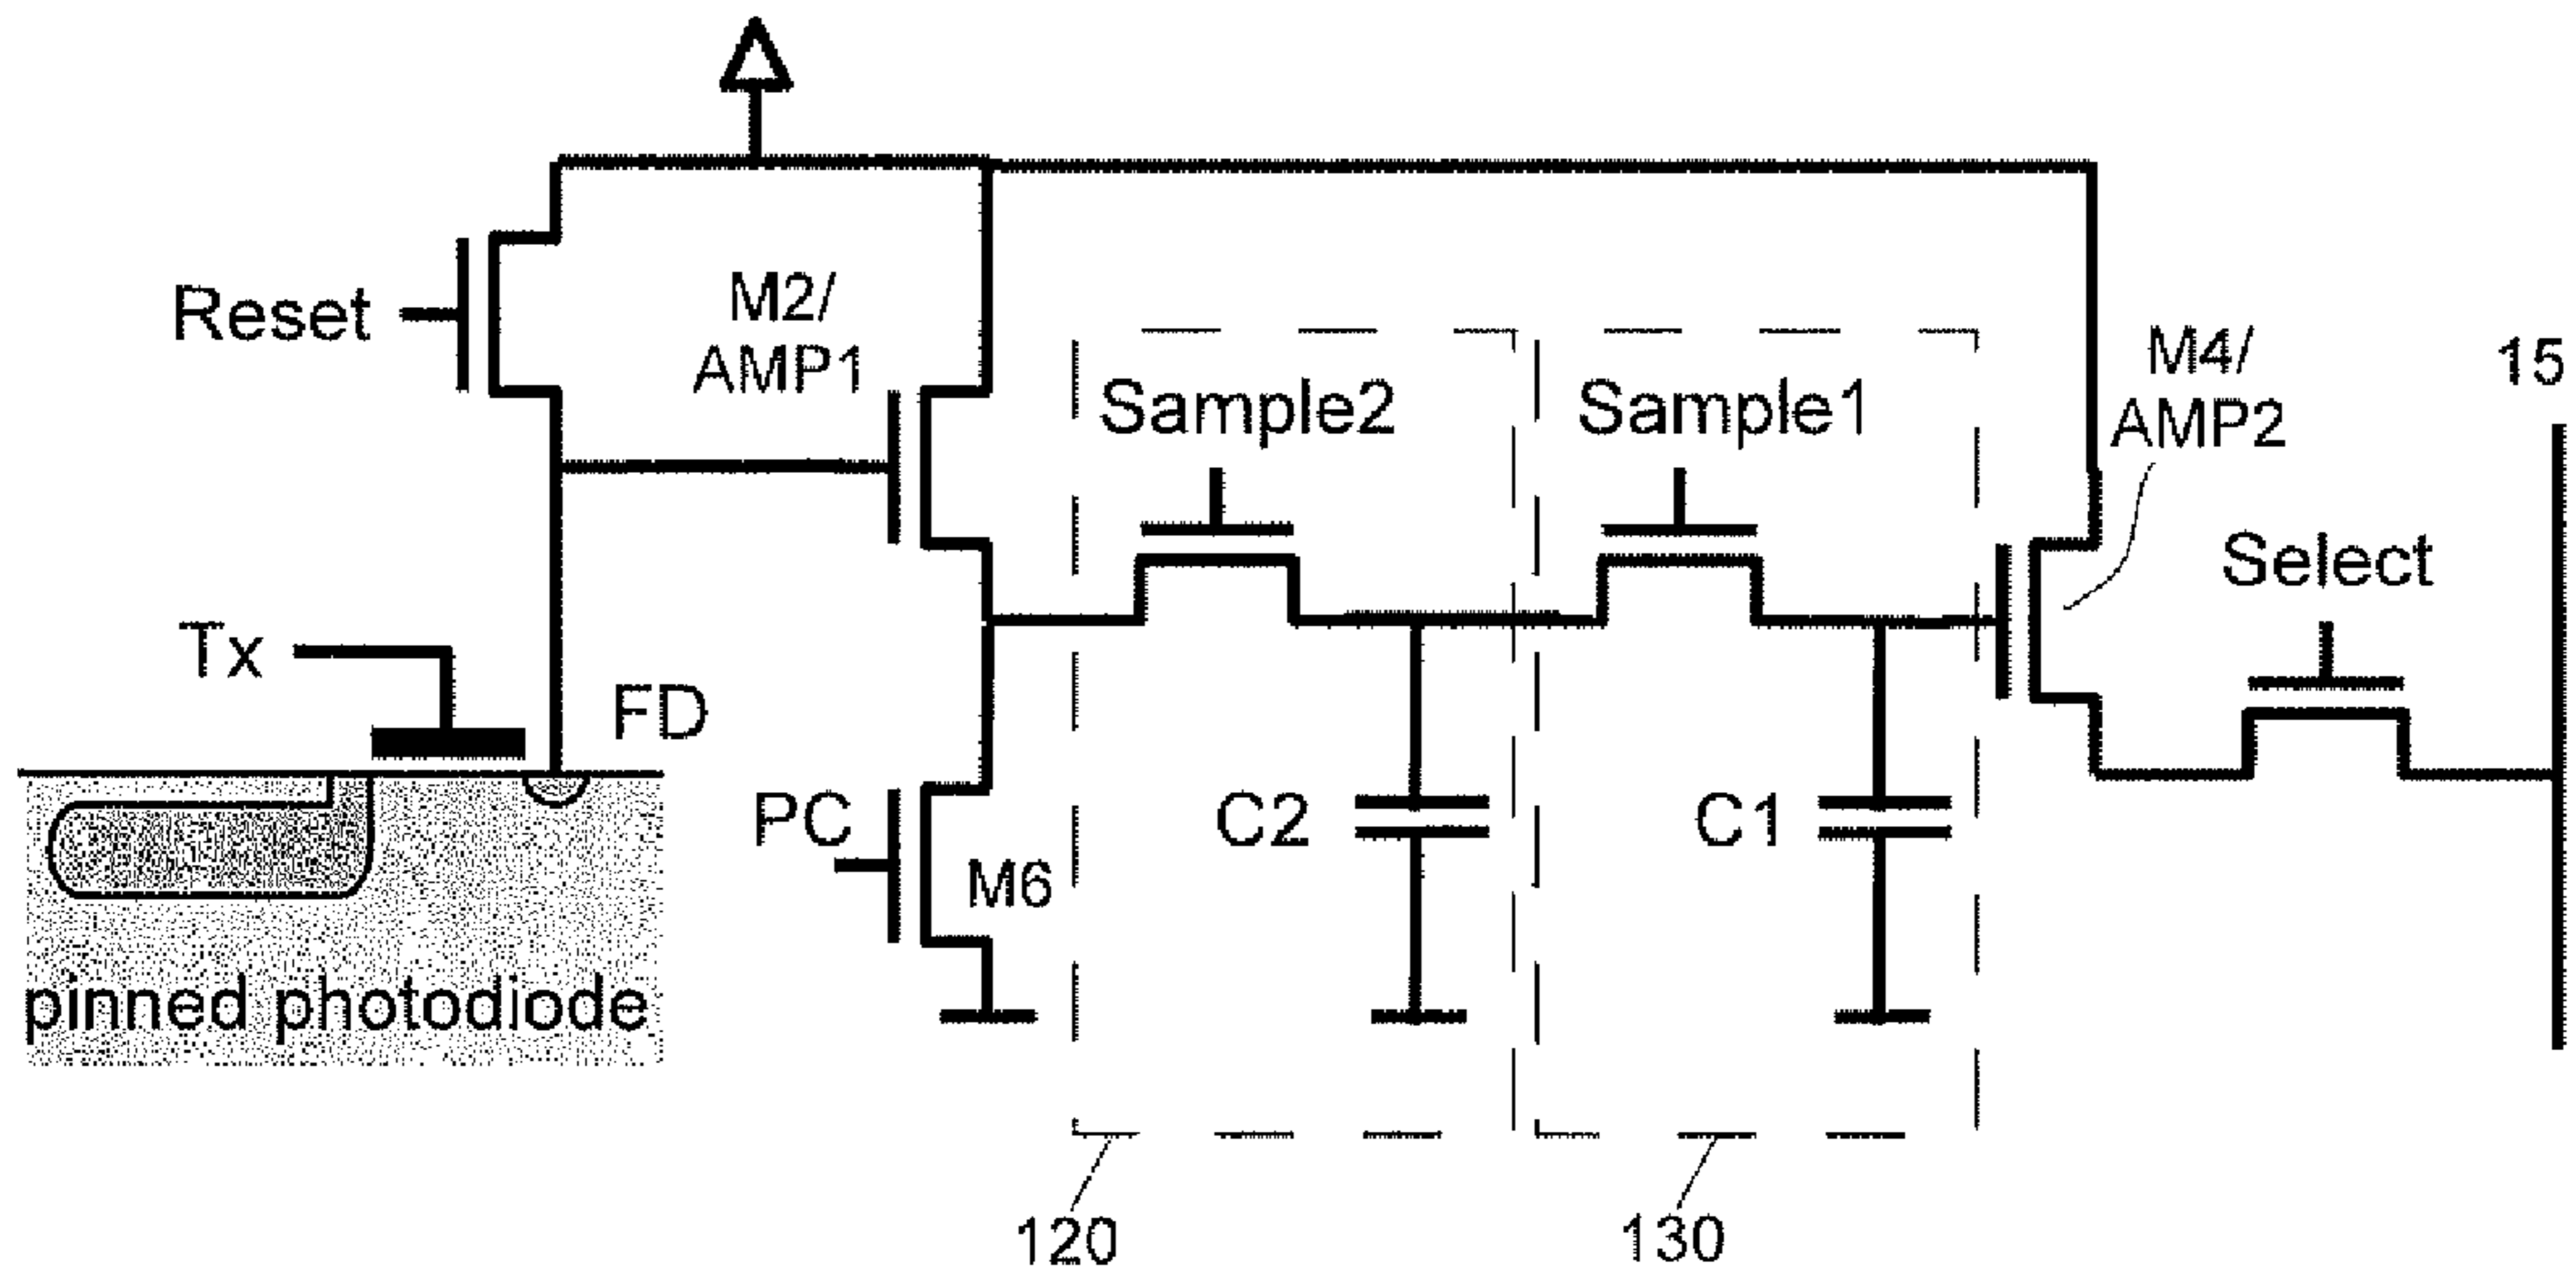 Reset
M2/
AMP1
Sample2
Sample1
M4/
AMP2
15
Select
Tx
FD
PC
M6
C2
C1
pinned photodiode
120
130